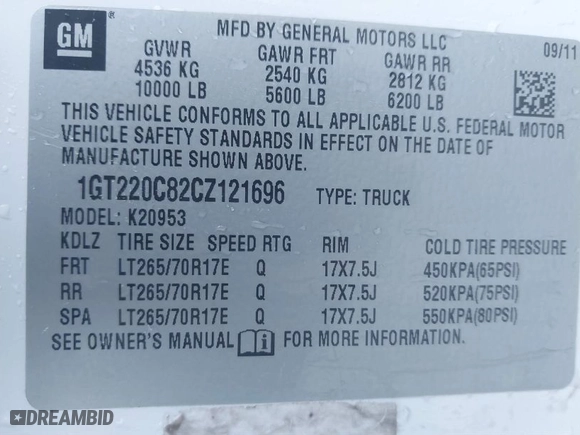 GM
MFD BY GENERAL MOTORS LLC
09/11
GVWR GAWR FRT GAWR RR
4536 KG 2540 KG 2812 KG
10000 LB 5600 LB 6200 LB
THIS VEHICLE CONFORMS TO ALL APPLICABLE U.S. FEDERAL MOTOR
VEHICLE SAFETY STANDARDS IN EFFECT ON THE DATE OF
MANUFACTURE SHOWN ABOVE.
1GT220C82CZ121696 TYPE: TRUCK
MODEL: K20953
KDLZ TIRE SIZE SPEED RTG RIM COLD TIRE PRESSURE
FRT LT265/70R17E Q 17X7.5J 450KPA(65PSI)
RR LT265/70R17E Q 17X7.5J 520KPA(75PSI)
SPA LT265/70R17E Q 17X7.5J 550KPA(80PSI)
SEE OWNER'S MANUAL FOR MORE INFORMATION.
DREAMBID